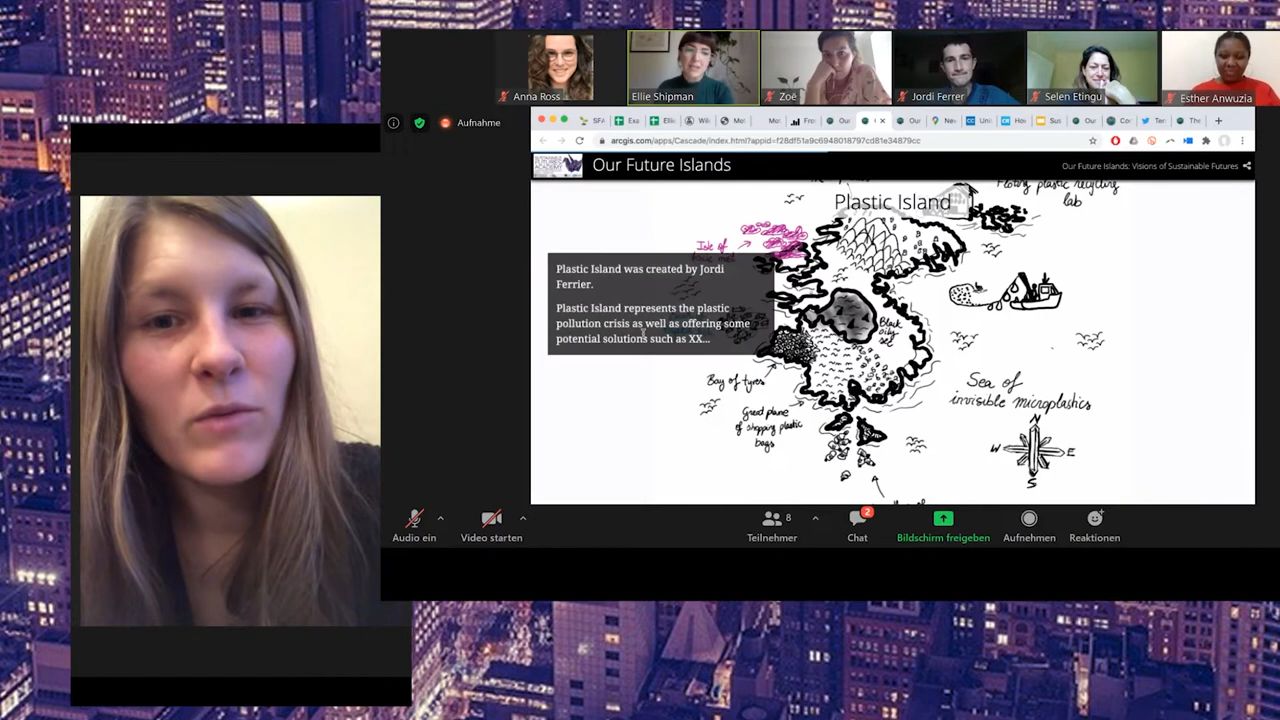 Anna Ross
Ellie Shipman
Zoë
Jordi Ferrer
Selen Etingu
Esther Anwuzia
Aufnahme
arcgis.com/apps/Cascade/index.html?appid=f28df51a9c6948018797cd81e34879cc
Our Future Islands
Our Future Islands: Visions of Sustainable Futures
Plastic Island
plastic recycling
lab
Isle of
Plastic Island was created by Jordi
Ferrier.
Plastic Island represents the plastic
pollution crisis as well as offering some
potential solutions such as XX...
Black
oily
sea
Bay of tyres
Great plane
of shopping plastic
bags
Sea of
invisible microplastics
N
W E
S
Audio ein
Video starten
Teilnehmer
8
Chat
2
Bildschirm freigeben
Aufnehmen
Reaktionen